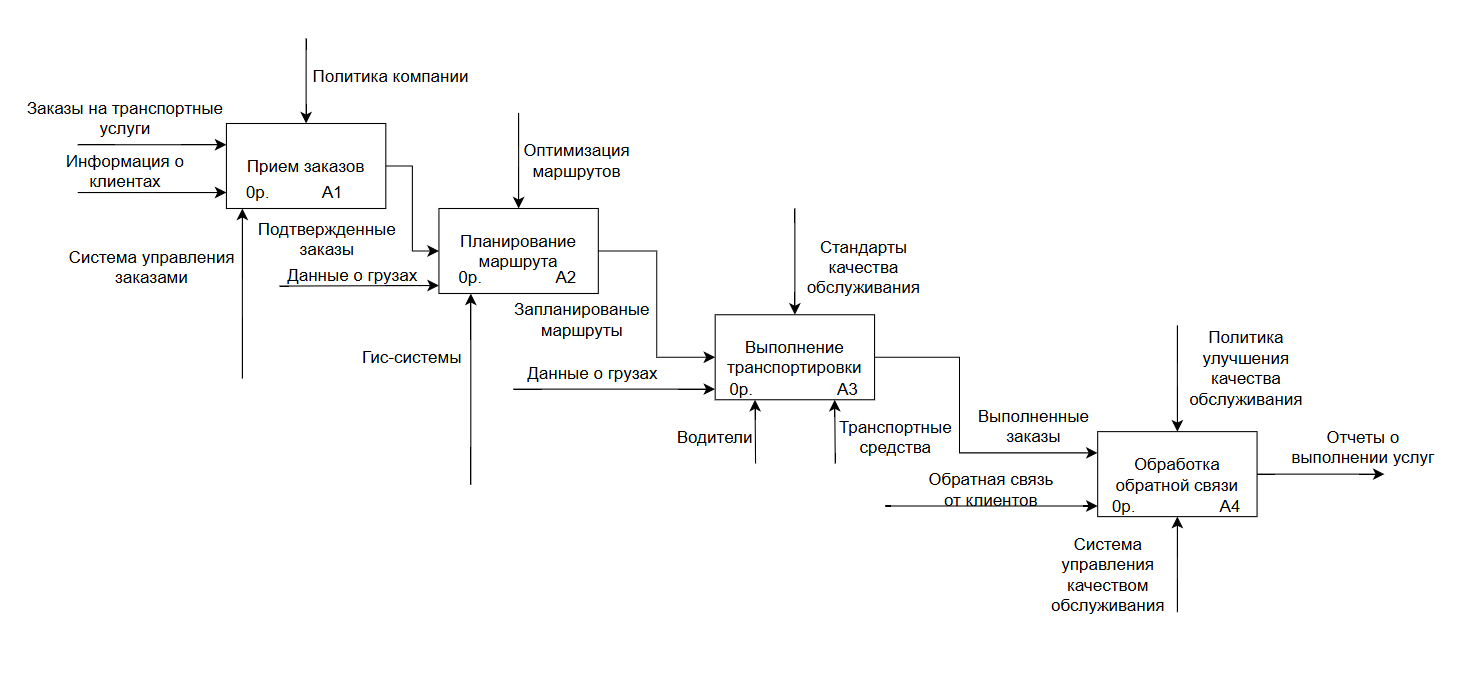 Политика компании
Заказы на транспортные
услуги
Информация о
клиентах
Прием заказов
0р.
A1
Система управления
заказами
Подтвержденные
заказы
Данные о грузах
Оптимизация
маршрутов
Планирование
маршрута
0р.
A2
Гис-системы
Запланированые
маршруты
Данные о грузах
Стандарты
качества
обслуживания
Выполнение
транспортировки
0р.
A3
Водители
Транспортные
средства
Выполненные
заказы
Обратная связь
от клиентов
Политика
улучшения
качества
обслуживания
Обработка
обратной связи
0р.
A4
Отчеты о
выполнении услуг
Система
управления
качеством
обслуживания